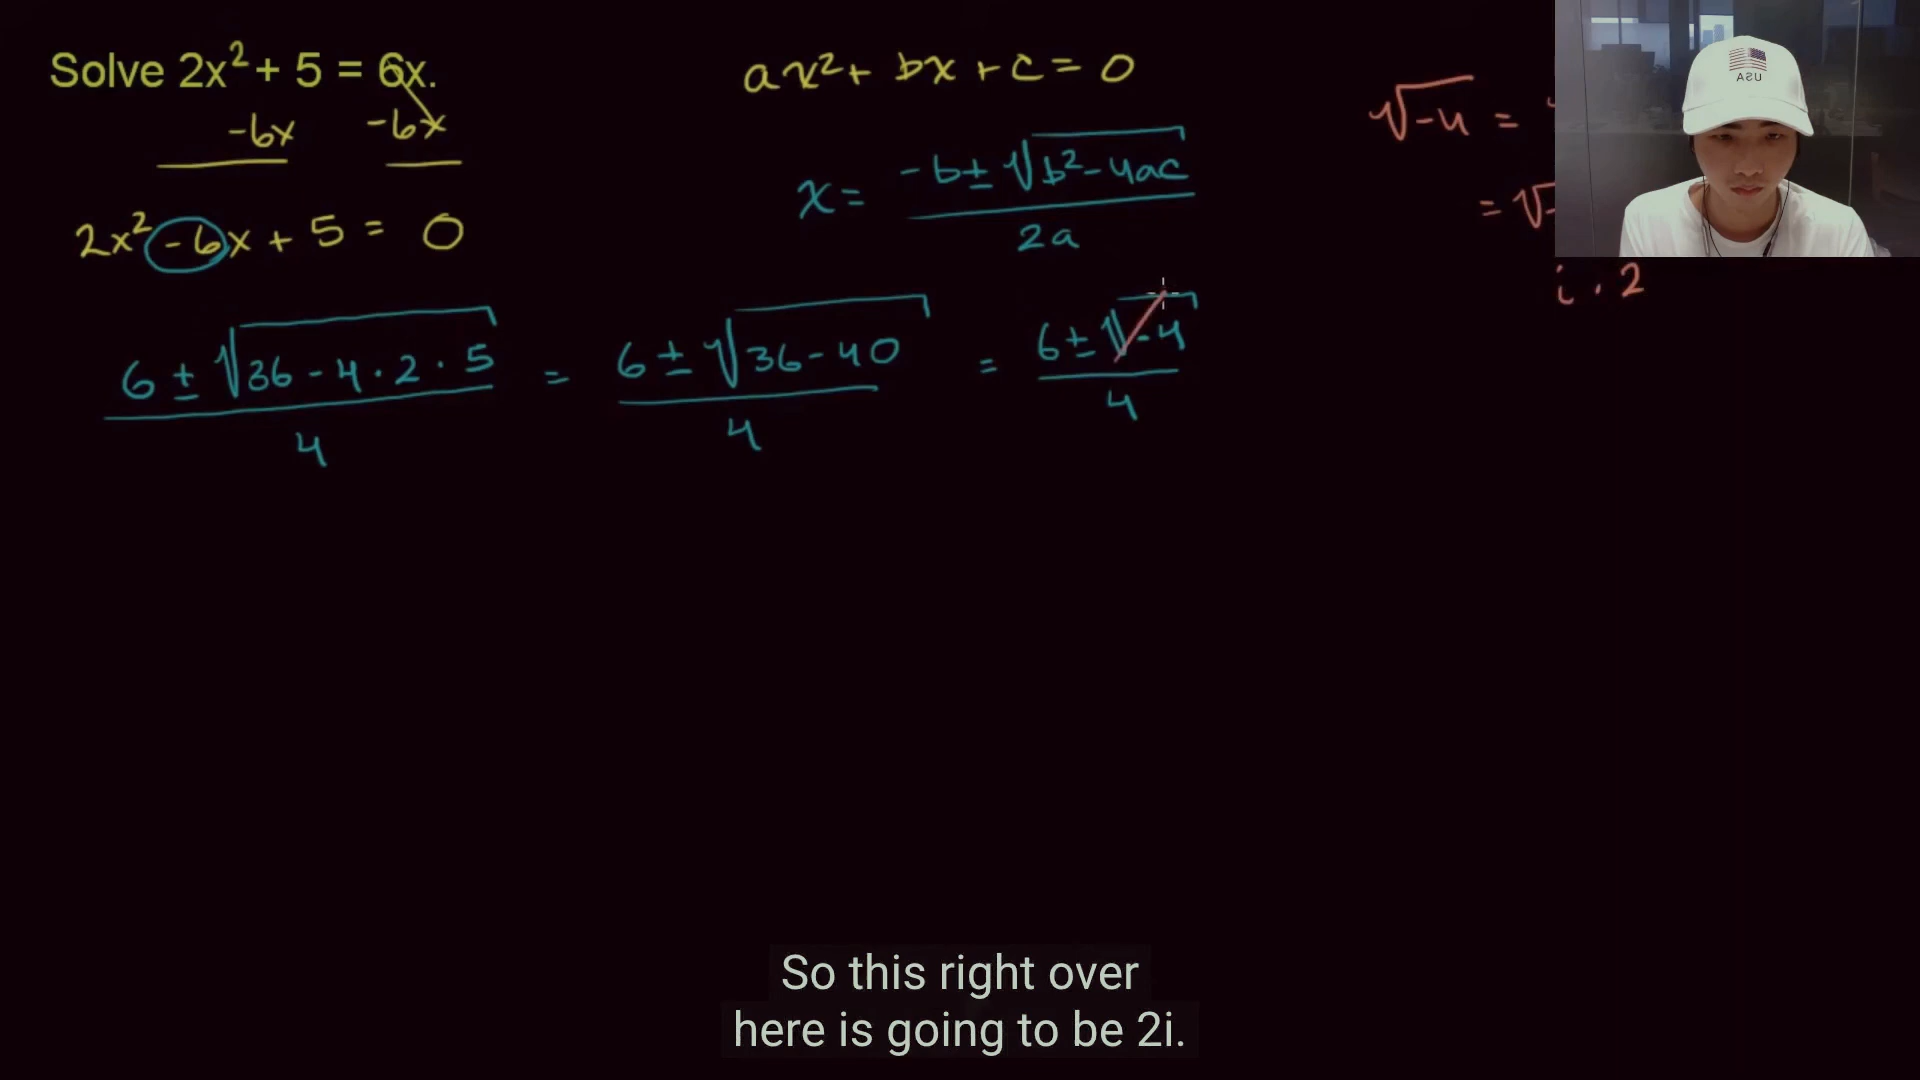 Solve 2x² + 5 = 6x.
-6x -6x
2x² -6x + 5 = 0
ax² + bx + c = 0
x = -b ± √b² - 4ac
2a
6 ± √36 - 4 · 2 · 5 = 6 ± √36 - 40 = 6 ± √-4
4 4 4
√-4 =
= √-
i · 2
USA
So this right over
here is going to be 2i.